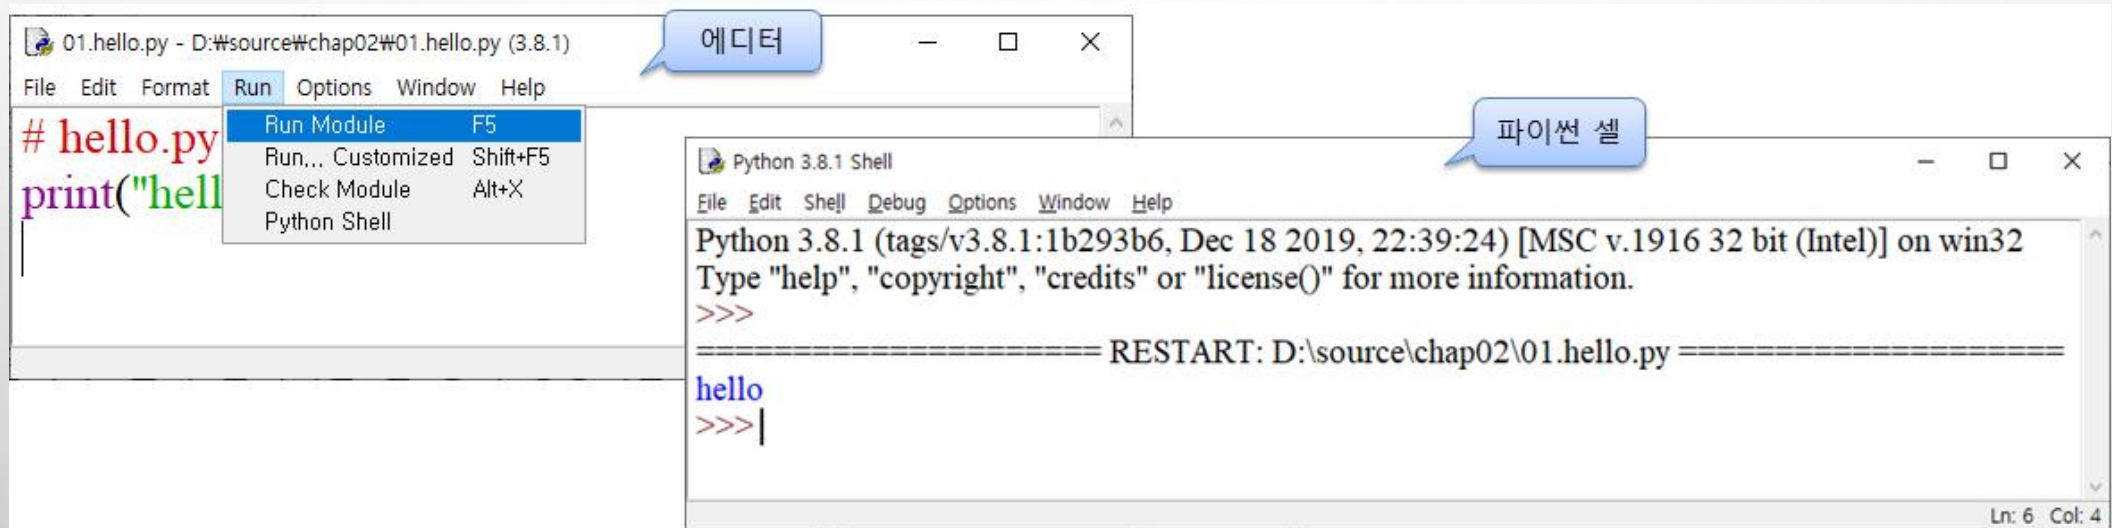 01.hello.py - D:₩source₩chap02₩01.hello.py (3.8.1)
에디터
File Edit Format Run Options Window Help
# hello.py
print("hell
Run Module F5
Run... Customized Shift+F5
Check Module Alt+X
Python Shell
파이썬 셸
Python 3.8.1 Shell
File Edit Shell Debug Options Window Help
Python 3.8.1 (tags/v3.8.1:1b293b6, Dec 18 2019, 22:39:24) [MSC v.1916 32 bit (Intel)] on win32
Type "help", "copyright", "credits" or "license()" for more information.
>>>
===================== RESTART: D:\source\chap02\01.hello.py ====================
hello
>>>
Ln: 6 Col: 4